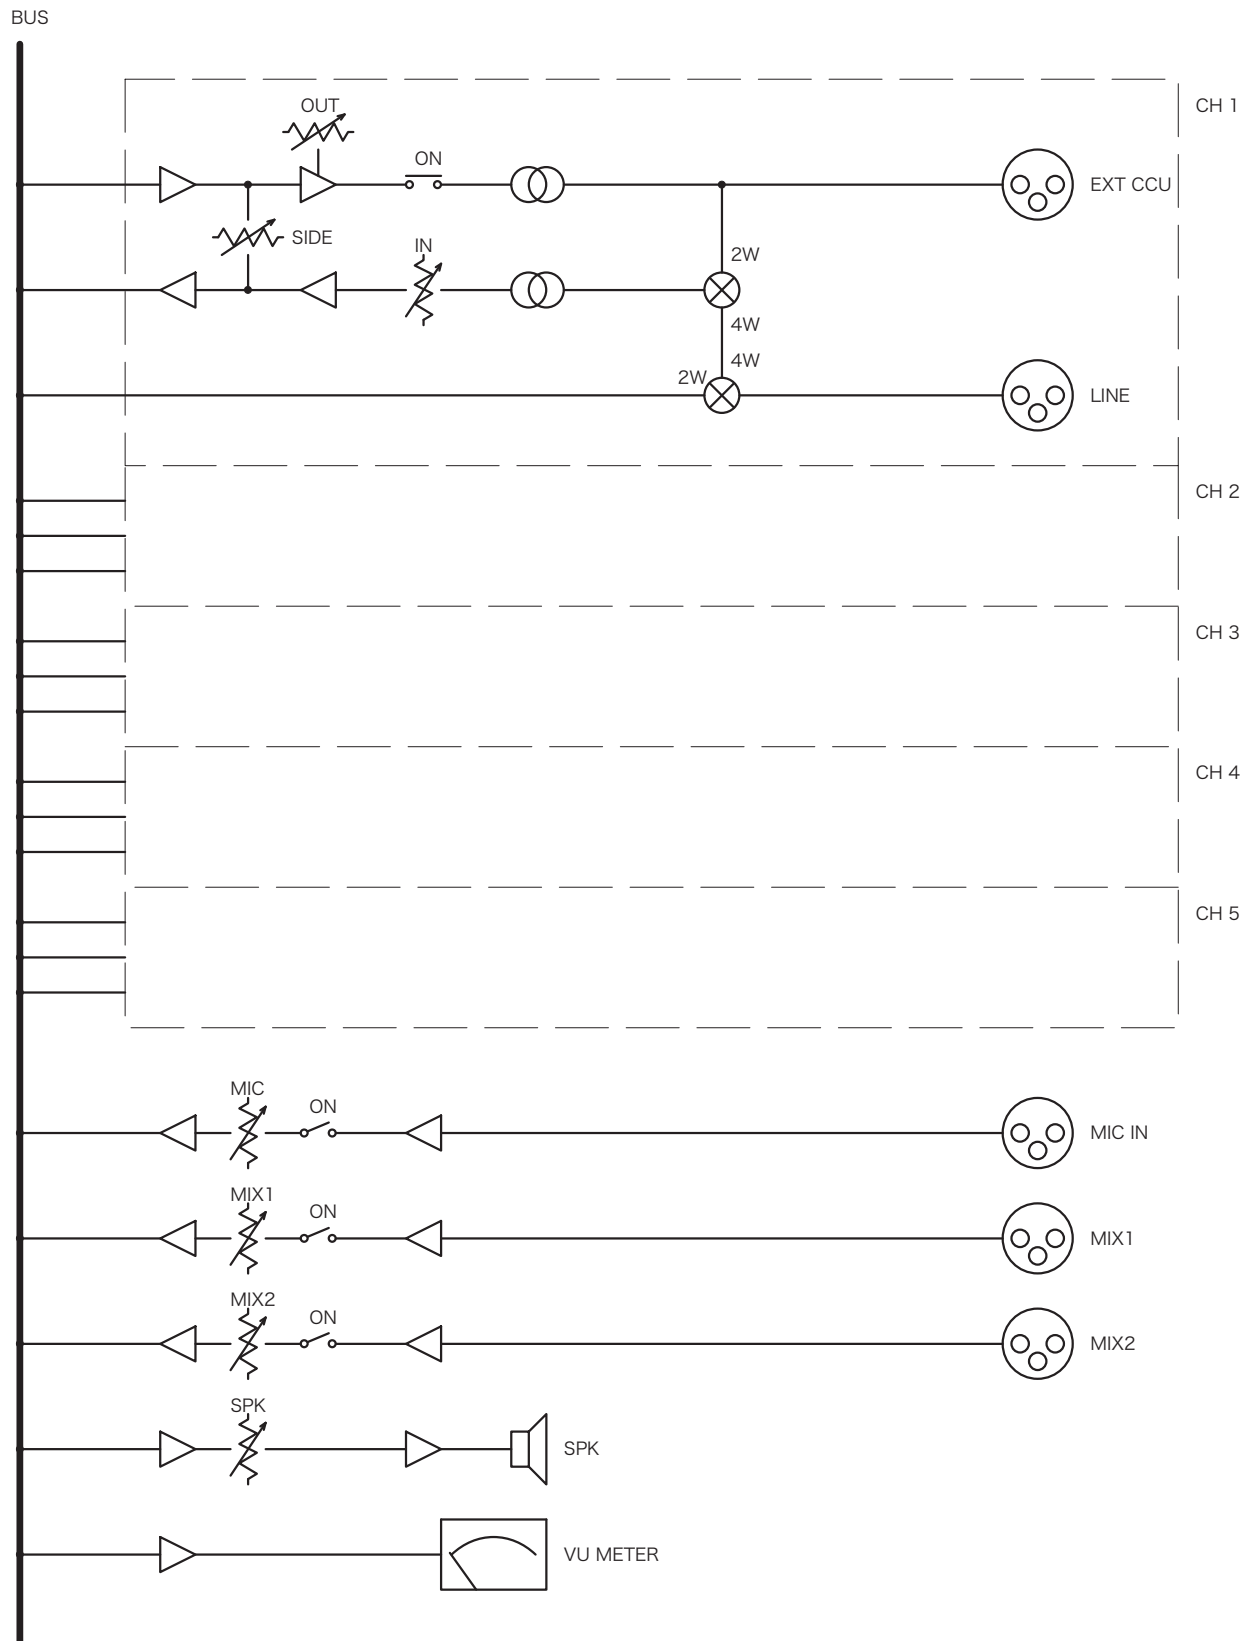 BUS
OUT
CH 1
ON
EXT CCU
SIDE
IN
2W
4W
4W
2W
LINE
CH 2
CH 3
CH 4
CH 5
MIC
ON
MIC IN
MIX1
ON
MIX1
MIX2
ON
MIX2
SPK
SPK
VU METER